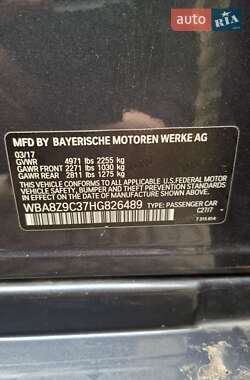 AUTO.RIA
MFD BY BAYERISCHE MOTOREN WERKE AG
03/17
GVWR 4971 lbs 2255 kg
GAWR FRONT 2271 lbs 1030 kg
GAWR REAR 2811 lbs 1275 kg
THIS VEHICLE CONFORMS TO ALL APPLICABLE U.S.FEDERAL MOTOR
VEHICLE SAFETY, BUMPER AND THEFT PREVENTION STANDARDS
IN EFFECT ON THE DATE OF MANUFACTURE SHOWN ABOVE.
WBA8Z9C37HG826489 TYPE: PASSENGER CAR
C27/7